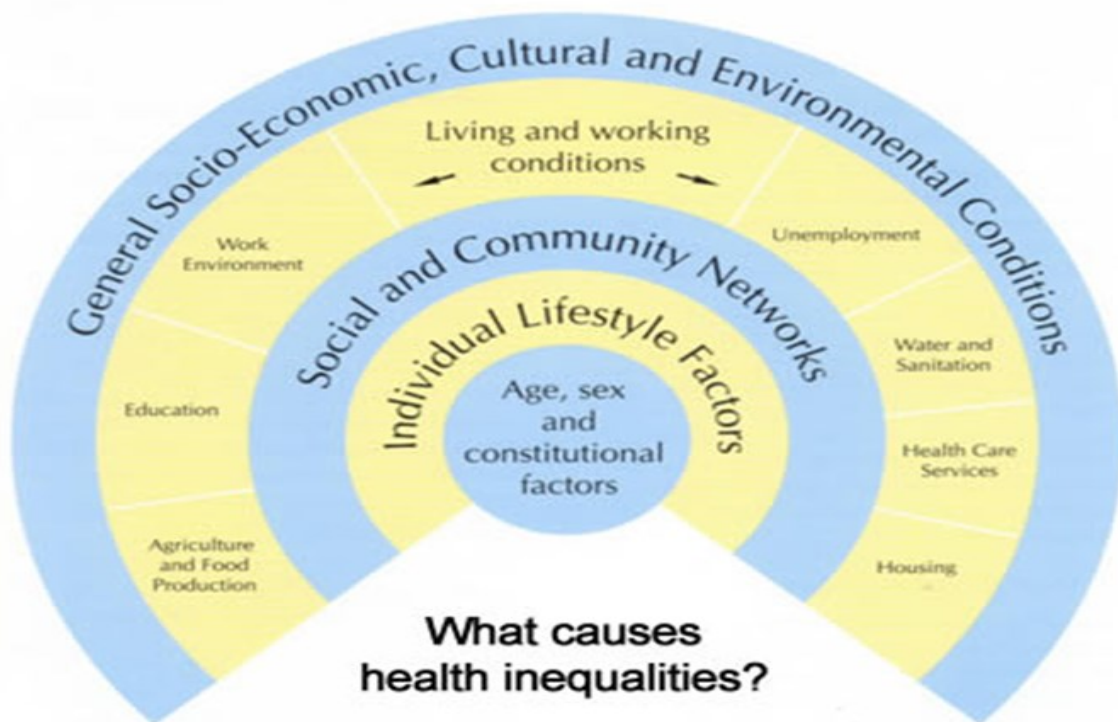 General Socio-Economic, Cultural and Environmental Conditions
Living and working
conditions
Work
Environment
Unemployment
Education
Water and
Sanitation
Agriculture
and Food
Production
Health Care
Services
Housing
Social and Community Networks
Individual Lifestyle Factors
Age, sex
and
constitutional
factors
What causes
health inequalities?